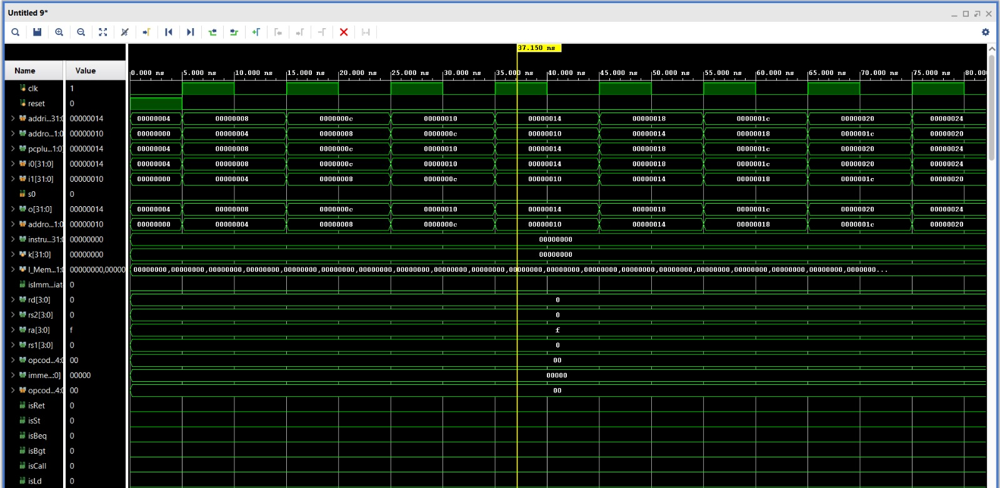 Untitled 9*
37.150 ns
Name Value
0.000 ns 5.000 ns 10.000 ns 15.000 ns 20.000 ns 25.000 ns 30.000 ns 35.000 ns 40.000 ns 45.000 ns 50.000 ns 55.000 ns 60.000 ns 65.000 ns 70.000 ns 75.000 ns 80.00
clk 1
reset 0
addri...31:0 00000014 00000004 00000008 0000000c 00000010 00000014 00000018 0000001c 00000020 00000024
addro...1:0 00000010 00000000 00000004 00000008 0000000c 00000010 00000014 00000018 0000001c 00000020
pcplu...1:0] 00000014 00000004 00000008 0000000c 00000010 00000014 00000018 0000001c 00000020 00000024
i0[31:0] 00000014 00000004 00000008 0000000c 00000010 00000014 00000018 0000001c 00000020 00000024
i1[31:0] 00000010 00000000 00000004 00000008 0000000c 00000010 00000014 00000018 0000001c 00000020
s0 0
o[31:0] 00000014 00000004 00000008 0000000c 00000010 00000014 00000018 0000001c 00000020 00000024
addro...1:0 00000010 00000000 00000004 00000008 0000000c 00000010 00000014 00000018 0000001c 00000020
instru...31:0 00000000 00000000
k[31:0] 00000000 00000000
I_Mem...1:0 00000000,00000 00000000,00000000,00000000,00000000,00000000,00000000,00000000,00000000,00000000,00000000,00000000,00000000,00000000,00000000,00000000,00000000,00000000,00000000,00000000,0000000...
isImm...iat 0
rd[3:0] 0 0
rs2[3:0] 0 0
ra[3:0] f f
rs1[3:0] 0 0
opcod...4:0 00 00
imme...:0] 00000 00000
opcod...4:0 00 00
isRet 0
isSt 0
isBeq 0
isBgt 0
isCall 0
isLd 0